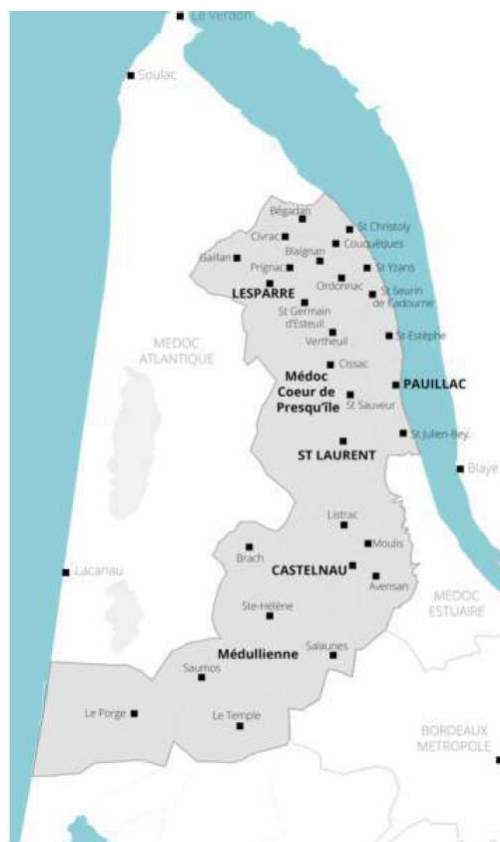 Le Verdon
Soulac
Bégadan
St Christoly
Civrac
Couquèques
Blaignan
Gaillan
Prignac
St Yzans
Ordonnac
LESPARRE
St Seurin
de Cadourne
St Germain
d'Esteuil
Vertheuil
St-Estèphe
MEDOC
ATLANTIQUE
Cissac
Médoc
Coeur de
Presqu'île
PAUILLAC
St Sauveur
St Julien-Bey.
ST LAURENT
Blaye
Listrac
Moulis
Brach
CASTELNAU
Lacanau
Avensan
MEDOC
ESTUAIRE
Ste-Hélène
Médullienne
Salaunes
Saumos
Le Porge
Le Temple
BORDEAUX
METROPOLE